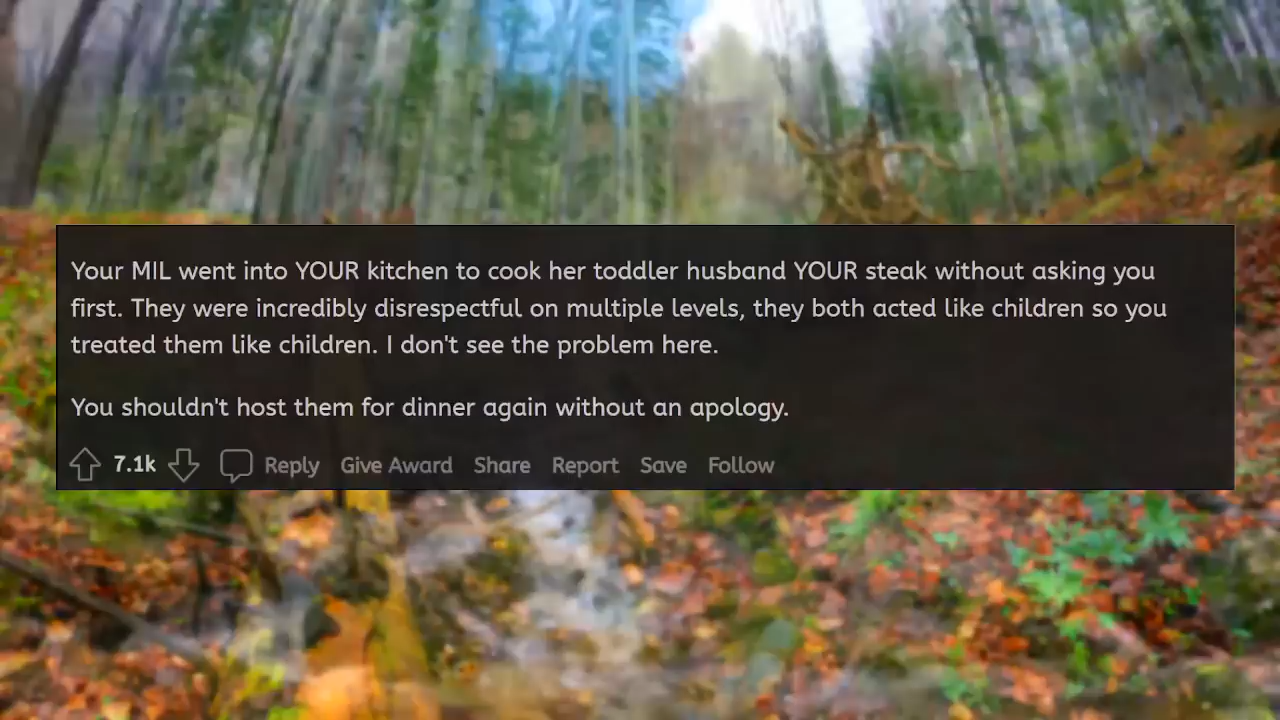 Your MIL went into YOUR kitchen to cook her toddler husband YOUR steak without asking you
first. They were incredibly disrespectful on multiple levels, they both acted like children so you
treated them like children. I don't see the problem here.
You shouldn't host them for dinner again without an apology.
7.1k Reply Give Award Share Report Save Follow